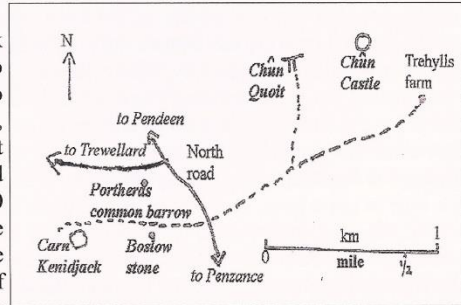 N
Chûn
Quoit
Chûn
Castle
Trehylls
farm
to Pendeen
to Trewellard
North
road
Portherds
common barrow
Carn
Kenidjack
Boslow
stone
to Penzance
km
0
1
mile
½